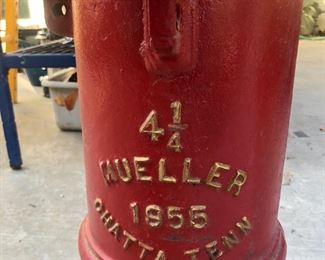 4 1/4
MUELLER
1955
CHATTA TENN